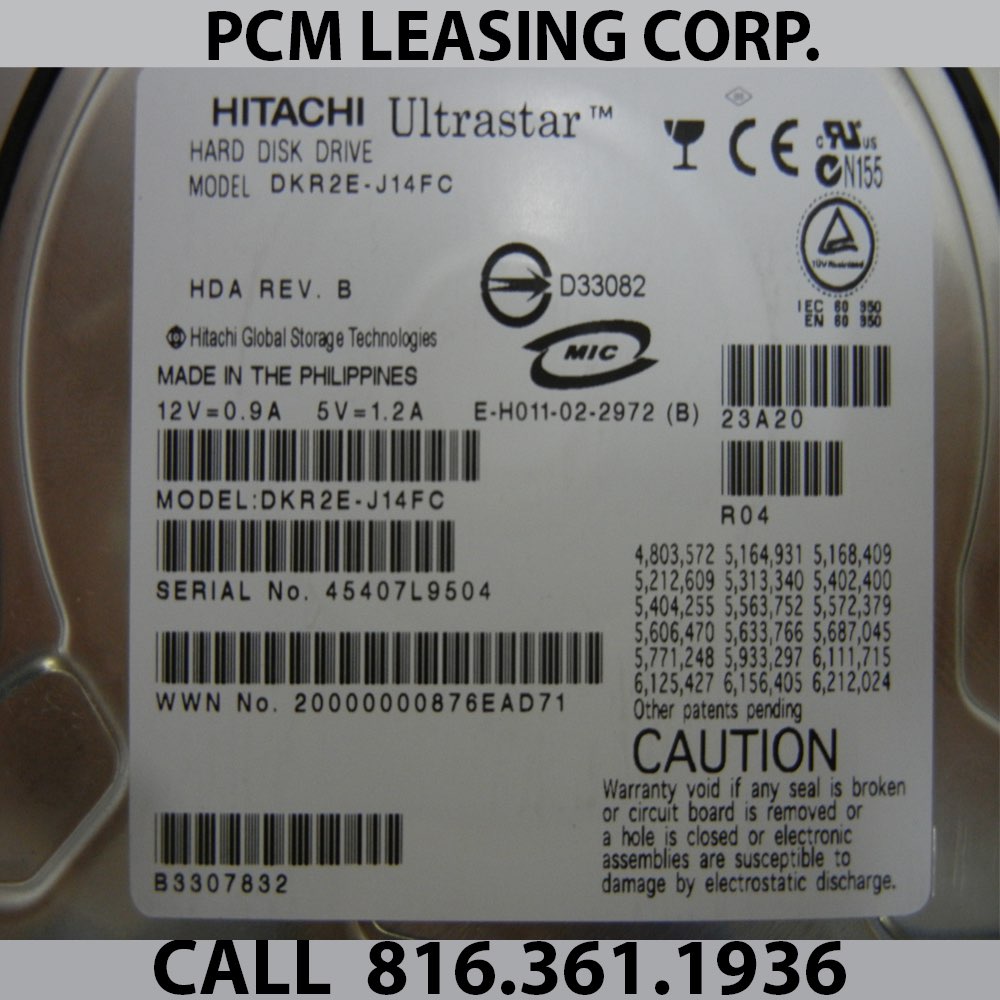 PCM LEASING CORP.
HITACHI Ultrastar™
HARD DISK DRIVE
MODEL DKR2E-J14FC
CE
c RU us
N155
TÜV Rheinland
IEC 60 950
EN 60 950
HDA REV. B
D33082
Hitachi Global Storage Technologies
MADE IN THE PHILIPPINES
MIC
12V=0.9A 5V=1.2A
E-H011-02-2972 (B)
23A20
MODEL:DKR2E-J14FC
R04
SERIAL No. 45407L9504
WWN No. 20000000876EAD71
4,803,572 5,164,931 5,168,409
5,212,609 5,313,340 5,402,400
5,404,255 5,563,752 5,572,379
5,606,470 5,633,766 5,687,045
5,771,248 5,933,297 6,111,715
6,125,427 6,156,405 6,212,024
Other patents pending
CAUTION
Warranty void if any seal is broken
or circuit board is removed or
a hole is closed or electronic
assemblies are susceptible to
damage by electrostatic discharge.
B3307832
CALL 816.361.1936